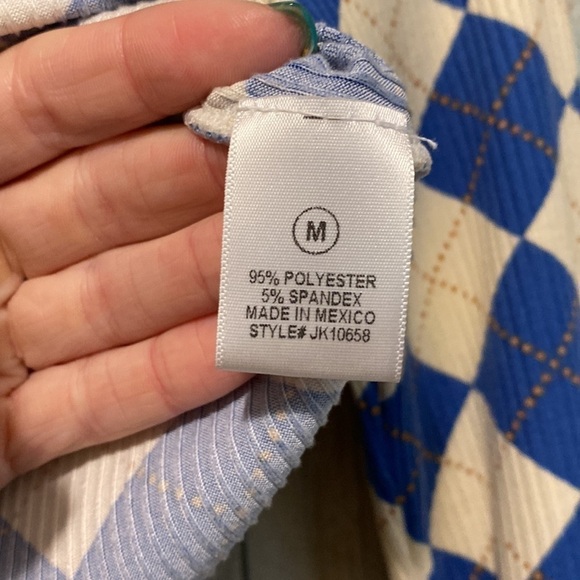 M
95% POLYESTER
5% SPANDEX
MADE IN MEXICO
STYLE# JK10658